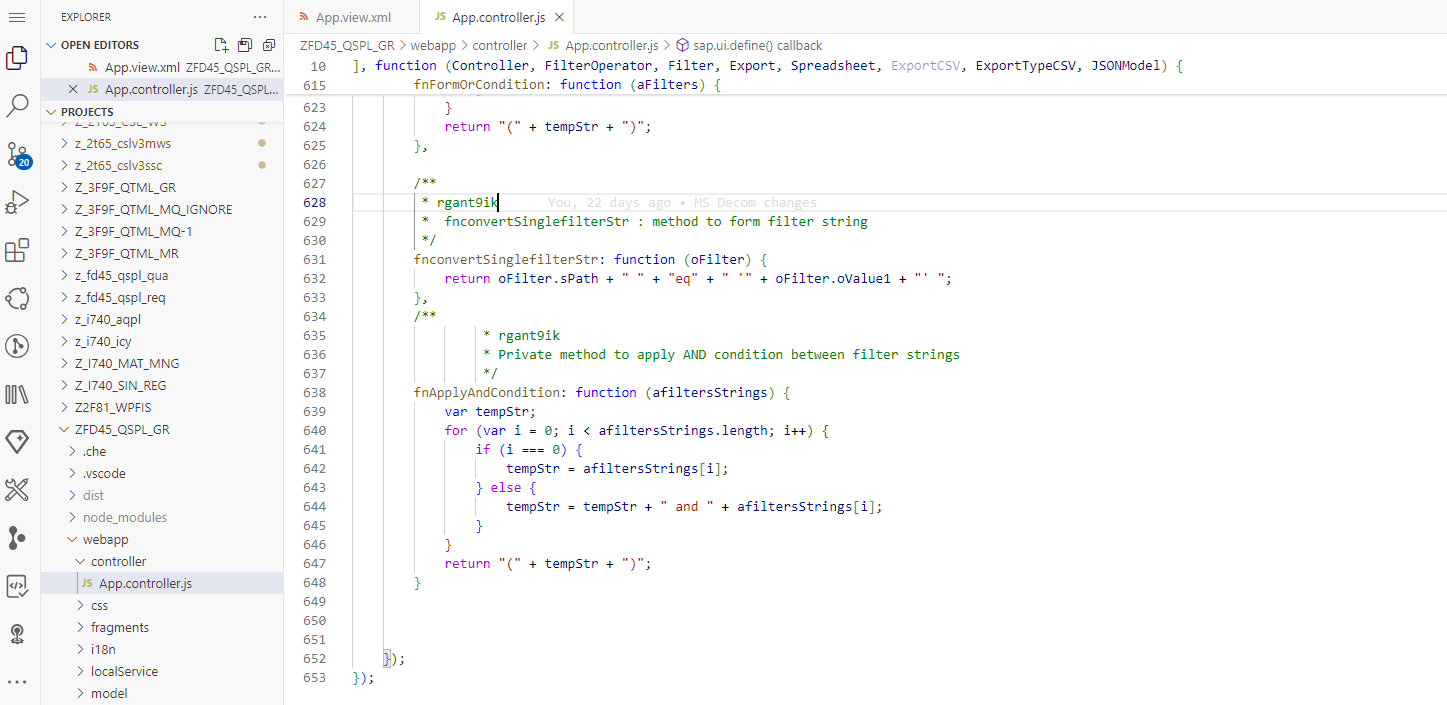 EXPLORER
OPEN EDITORS
App.view.xml ZFD45_QSPL_GR...
App.controller.js ZFD45_QSPL...
PROJECTS
z_2t65_cslv3mws
z_2t65_cslv3ssc
Z_3F9F_QTML_GR
Z_3F9F_QTML_MQ_IGNORE
Z_3F9F_QTML_MQ-1
Z_3F9F_QTML_MR
z_fd45_qspl_qua
z_fd45_qspl_req
z_i740_aqpl
z_i740_icy
Z_I740_MAT_MNG
Z_I740_SIN_REG
Z2F81_WPFIS
ZFD45_QSPL_GR
.che
.vscode
dist
node_modules
webapp
controller
JS App.controller.js
css
fragments
i18n
localService
model
20
App.view.xml
JS App.controller.js
ZFD45_QSPL_GR > webapp > controller > JS App.controller.js > sap.ui.define() callback
10 ], function (Controller, FilterOperator, Filter, Export, Spreadsheet, ExportCSV, ExportTypeCSV, JSONModel) {
615 fnFormOrCondition: function (aFilters) {
623 }
624 return "(" + tempStr + ")";
625 },
626
627 /**
628 * rgant9ik You, 22 days ago • MS Decom changes
629 * fnconvertSinglefilterStr : method to form filter string
630 */
631 fnconvertSinglefilterStr: function (oFilter) {
632 return oFilter.sPath + " " + "eq" + " '" + oFilter.oValue1 + "' ";
633 },
634 /**
635 * rgant9ik
636 * Private method to apply AND condition between filter strings
637 */
638 fnApplyAndCondition: function (afiltersStrings) {
639 var tempStr;
640 for (var i = 0; i < afiltersStrings.length; i++) {
641 if (i === 0) {
642 tempStr = afiltersStrings[i];
643 } else {
644 tempStr = tempStr + " and " + afiltersStrings[i];
645 }
646 }
647 return "(" + tempStr + ")";
648 }
649
650
651
652 });
653 });